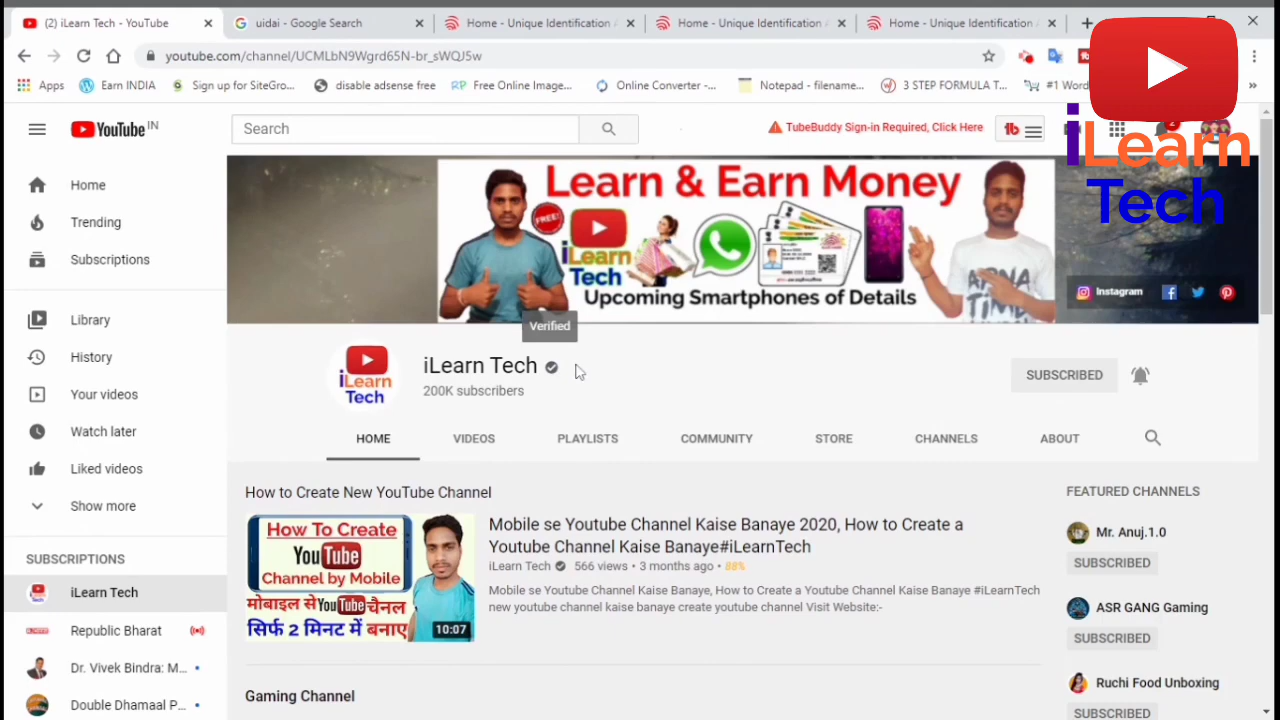 (2) iLearn Tech - YouTube
uidai - Google Search
Home - Unique Identification
Home - Unique Identification
Home - Unique Identification
youtube.com/channel/UCMLbN9Wgrd65N-br_sWQJ5w
Apps
Earn INDIA
Sign up for SiteGro...
disable adsense free
RP Free Online Image...
Online Converter -...
Notepad - filename...
3 STEP FORMULA T...
#1 Word
YouTube IN
Search
TubeBuddy Sign-in Required, Click Here
tb
2
iLearn
Tech
Home
Trending
Subscriptions
Library
History
Your videos
Watch later
Liked videos
Show more
SUBSCRIPTIONS
iLearn Tech
Republic Bharat
Dr. Vivek Bindra: M...
Double Dhamaal P...
Learn & Earn Money
FREE!
iLearn
Tech
Upcoming Smartphones of Details
APNA
Instagram
Verified
iLearn
Tech
iLearn Tech
200K subscribers
SUBSCRIBED
HOME
VIDEOS
PLAYLISTS
COMMUNITY
STORE
CHANNELS
ABOUT
How to Create New YouTube Channel
How To Create
YouTube
Channel by Mobile
मोबाइल से YouTube चैनल
सिर्फ 2 मिनट में बनाए
10:07
Mobile se Youtube Channel Kaise Banaye 2020, How to Create a
Youtube Channel Kaise Banaye#iLearnTech
iLearn Tech 566 views • 3 months ago • 88%
Mobile se Youtube Channel Kaise Banaye, How to Create a Youtube Channel Kaise Banaye #iLearnTech
new youtube channel kaise banaye create youtube channel Visit Website:-
Gaming Channel
FEATURED CHANNELS
Mr. Anuj.1.0
SUBSCRIBED
ASR GANG Gaming
SUBSCRIBED
Ruchi Food Unboxing
SUBSCRIBED